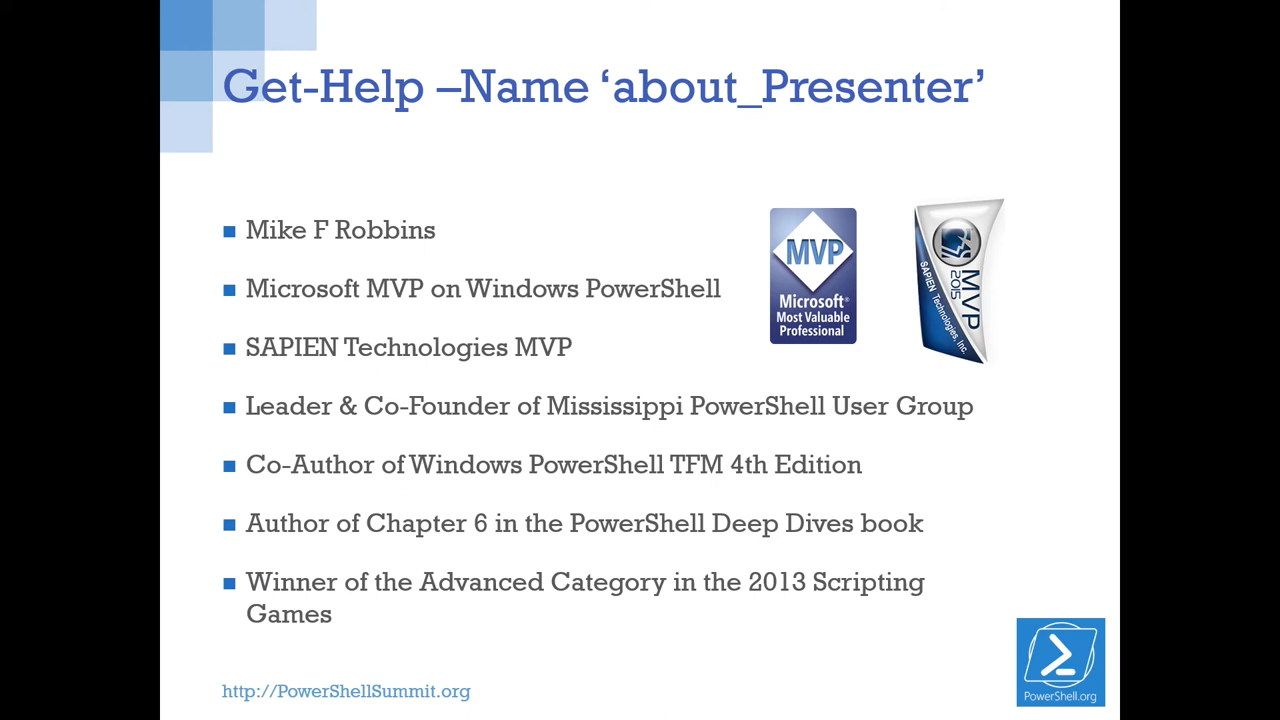 Get-Help –Name ‘about_Presenter’
Mike F Robbins
Microsoft MVP on Windows PowerShell
SAPIEN Technologies MVP
Leader & Co-Founder of Mississippi PowerShell User Group
Co-Author of Windows PowerShell TFM 4th Edition
Author of Chapter 6 in the PowerShell Deep Dives book
Winner of the Advanced Category in the 2013 Scripting
Games
MVP
Microsoft®
Most Valuable
Professional
MVP
2015
SAPIEN Technologies, Inc.
http://PowerShellSummit.org
PowerShell.org